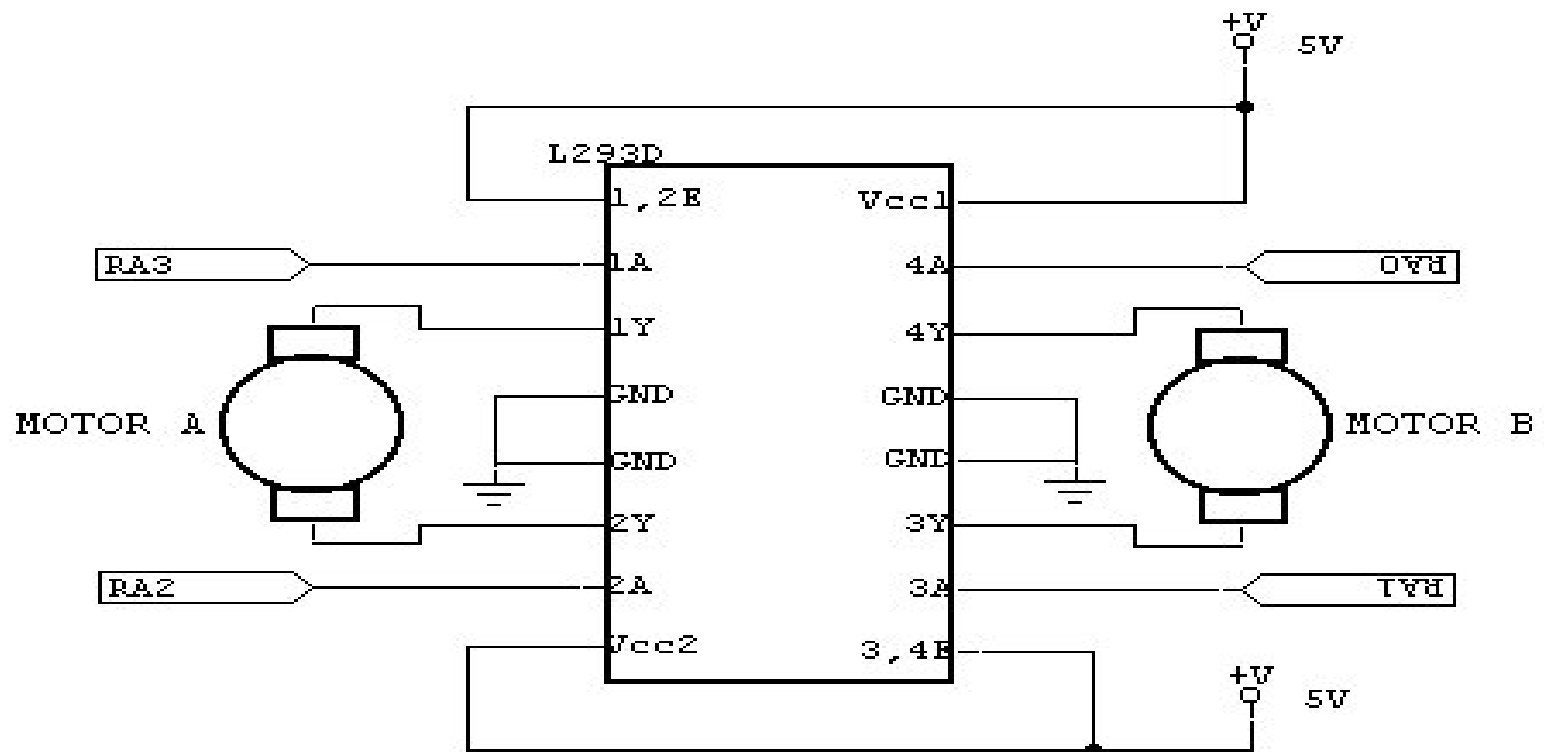 +V
5V
L293D
1,2E
Vcc1
RA3
1A
4A
RA0
1Y
4Y
GND
GND
MOTOR A
MOTOR B
GND
GND
2Y
3Y
RA2
2A
3A
RA1
Vcc2
3,4E
+V
5V